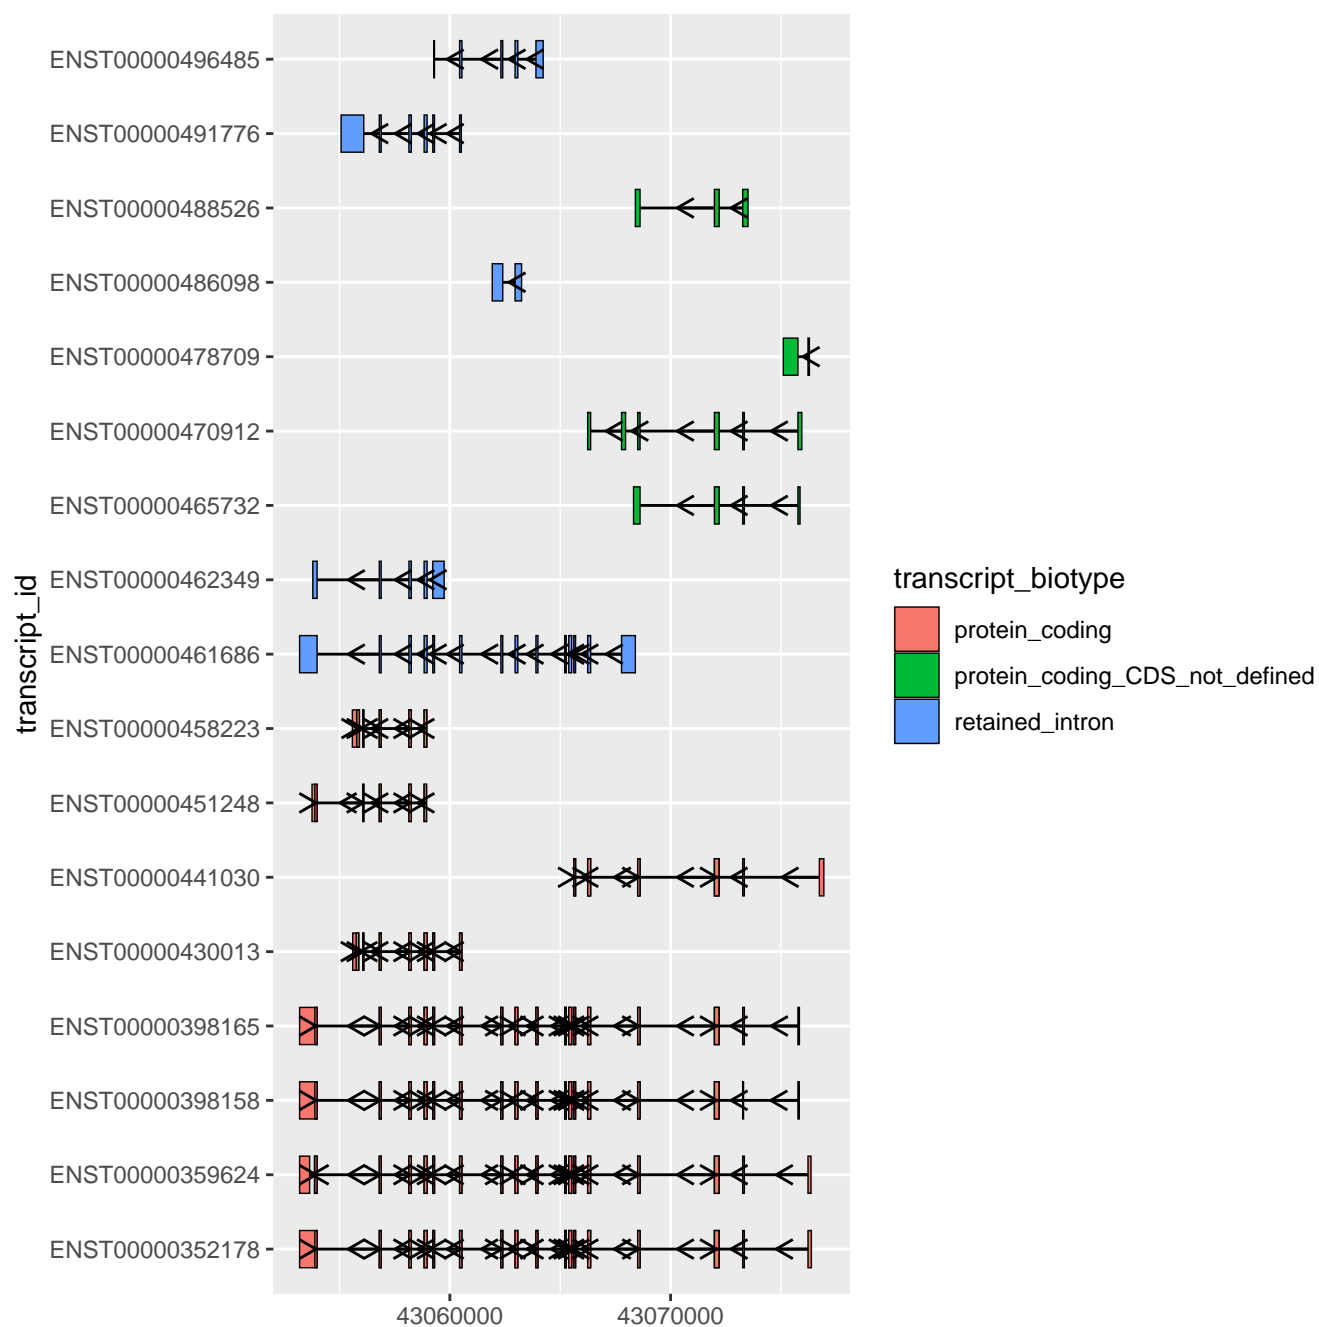 ENST00000496485
ENST00000491776
ENST00000488526
ENST00000486098
ENST00000478709
ENST00000470912
ENST00000465732
ENST00000462349
ENST00000461686
ENST00000458223
ENST00000451248
ENST00000441030
ENST00000430013
ENST00000398165
ENST00000398158
ENST00000359624
ENST00000352178
transcript_id
43060000
43070000
transcript_biotype
protein_coding
protein_coding_CDS_not_defined
retained_intron